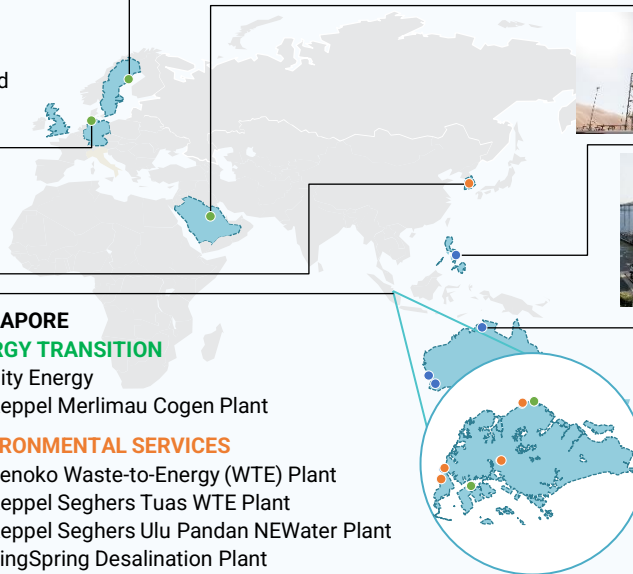 d
APORE
RGY TRANSITION
ity Energy
eppel Merlimau Cogen Plant
RONMENTAL SERVICES
enoko Waste-to-Energy (WTE) Plant
eppel Seghers Tuas WTE Plant
eppel Seghers Ulu Pandan NEWater Plant
ingSpring Desalination Plant